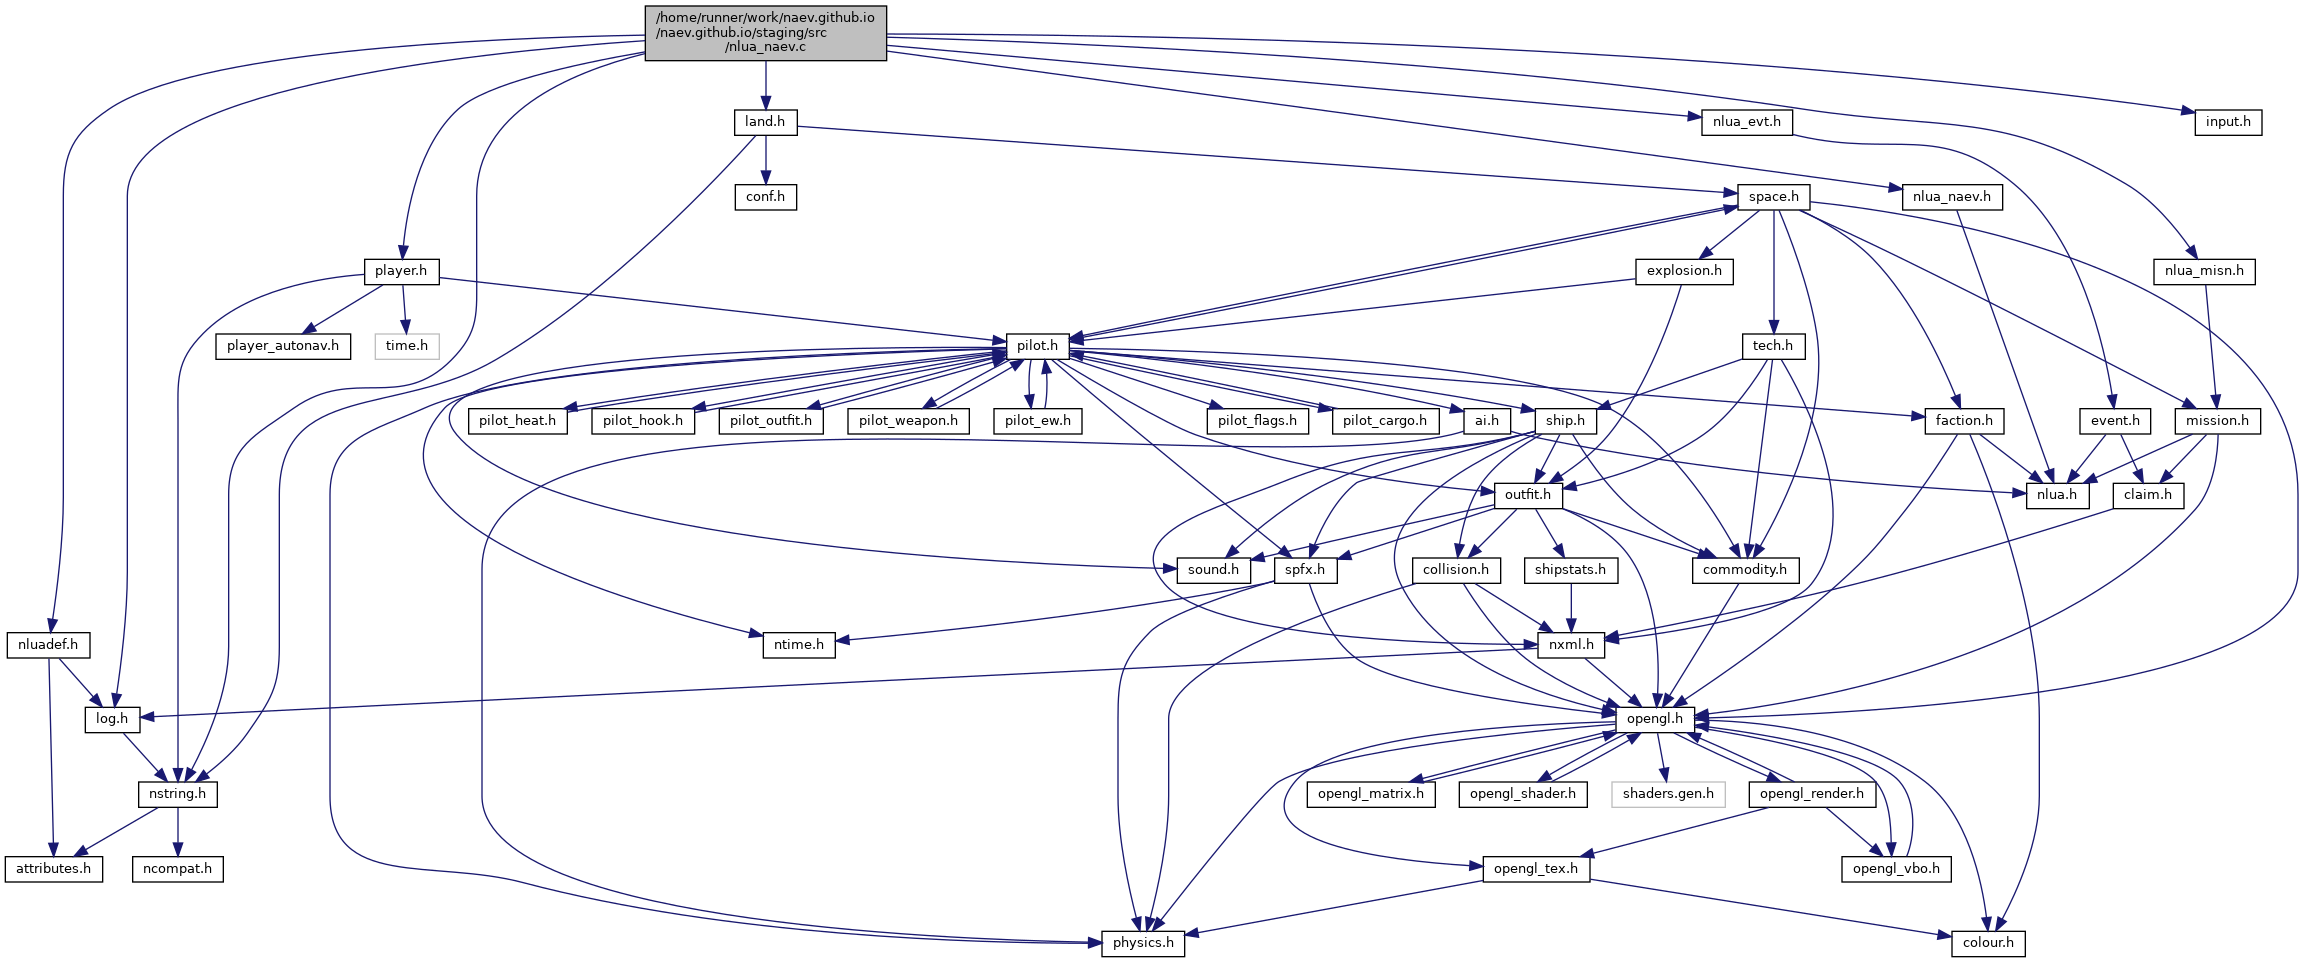 /home/runner/work/naev.github.io
/naev.github.io/staging/src
/nlua_naev.c
land.h
nlua_evt.h
input.h
conf.h
space.h
nlua_naev.h
player.h
explosion.h
nlua_misn.h
player_autonav.h
time.h
pilot.h
tech.h
pilot_heat.h
pilot_hook.h
pilot_outfit.h
pilot_weapon.h
pilot_ew.h
pilot_flags.h
pilot_cargo.h
ai.h
ship.h
faction.h
event.h
mission.h
outfit.h
nlua.h
claim.h
sound.h
spfx.h
collision.h
shipstats.h
commodity.h
nluadef.h
ntime.h
nxml.h
log.h
opengl.h
nstring.h
opengl_matrix.h
opengl_shader.h
shaders.gen.h
opengl_render.h
attributes.h
ncompat.h
opengl_tex.h
opengl_vbo.h
physics.h
colour.h